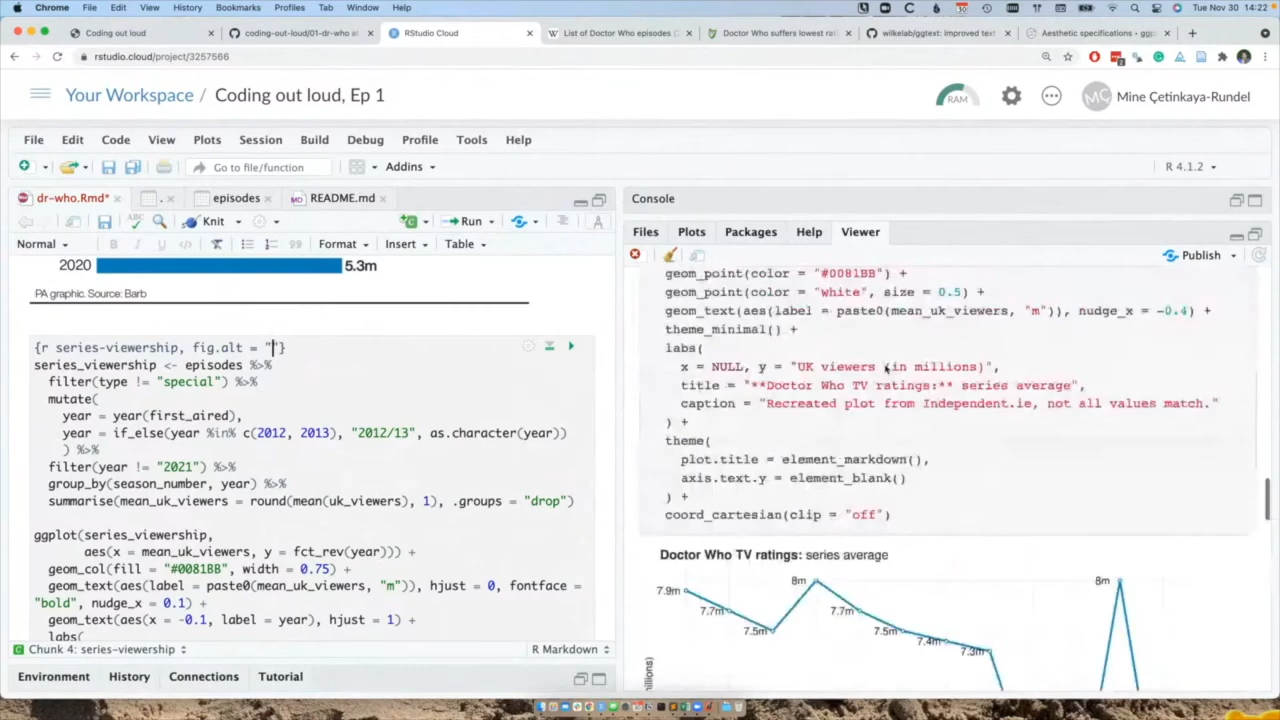 Chrome File Edit View History Bookmarks Profiles Tab Window Help Tue Nov 30 14:22
Coding out loud coding-out-loud/01-dr-who at RStudio Cloud List of Doctor Who episodes ( Doctor Who suffers lowest rat wilkelab/ggtext: Improved text Aesthetic specifications • ggp
rstudio.cloud/project/3257566
Your Workspace / Coding out loud, Ep 1 RAM MC Mine Çetinkaya-Rundel
File Edit Code View Plots Session Build Debug Profile Tools Help
Go to file/function Addins R 4.1.2
dr-who.Rmd* . episodes README.md
Knit Run
Normal B I U Format Insert Table
2020 5.3m
PA graphic. Source: Barb
{r series-viewership, fig.alt = ""}
series_viewership <- episodes %>%
filter(type != "special") %>%
mutate(
year = year(first_aired),
year = if_else(year %in% c(2012, 2013), "2012/13", as.character(year))
) %>%
filter(year != "2021") %>%
group_by(season_number, year) %>%
summarise(mean_uk_viewers = round(mean(uk_viewers), 1), .groups = "drop")
ggplot(series_viewership,
aes(x = mean_uk_viewers, y = fct_rev(year))) +
geom_col(fill = "#0081BB", width = 0.75) +
geom_text(aes(label = paste0(mean_uk_viewers, "m")), hjust = 0, fontface =
"bold", nudge_x = 0.1) +
geom_text(aes(x = -0.1, label = year), hjust = 1) +
labs(
Chunk 4: series-viewership R Markdown
Environment History Connections Tutorial
Console
Files Plots Packages Help Viewer
Publish
geom_point(color = "#0081BB") +
geom_point(color = "white", size = 0.5) +
geom_text(aes(label = paste0(mean_uk_viewers, "m")), nudge_x = -0.4) +
theme_minimal() +
labs(
x = NULL, y = "UK viewers (in millions)",
title = "**Doctor Who TV ratings:** series average",
caption = "Recreated plot from Independent.ie, not all values match."
) +
theme(
plot.title = element_markdown(),
axis.text.y = element_blank()
) +
coord_cartesian(clip = "off")
Doctor Who TV ratings: series average
7.9m 7.7m 7.5m 8m 7.7m 7.5m 7.4m 7.3m 8m
illions)